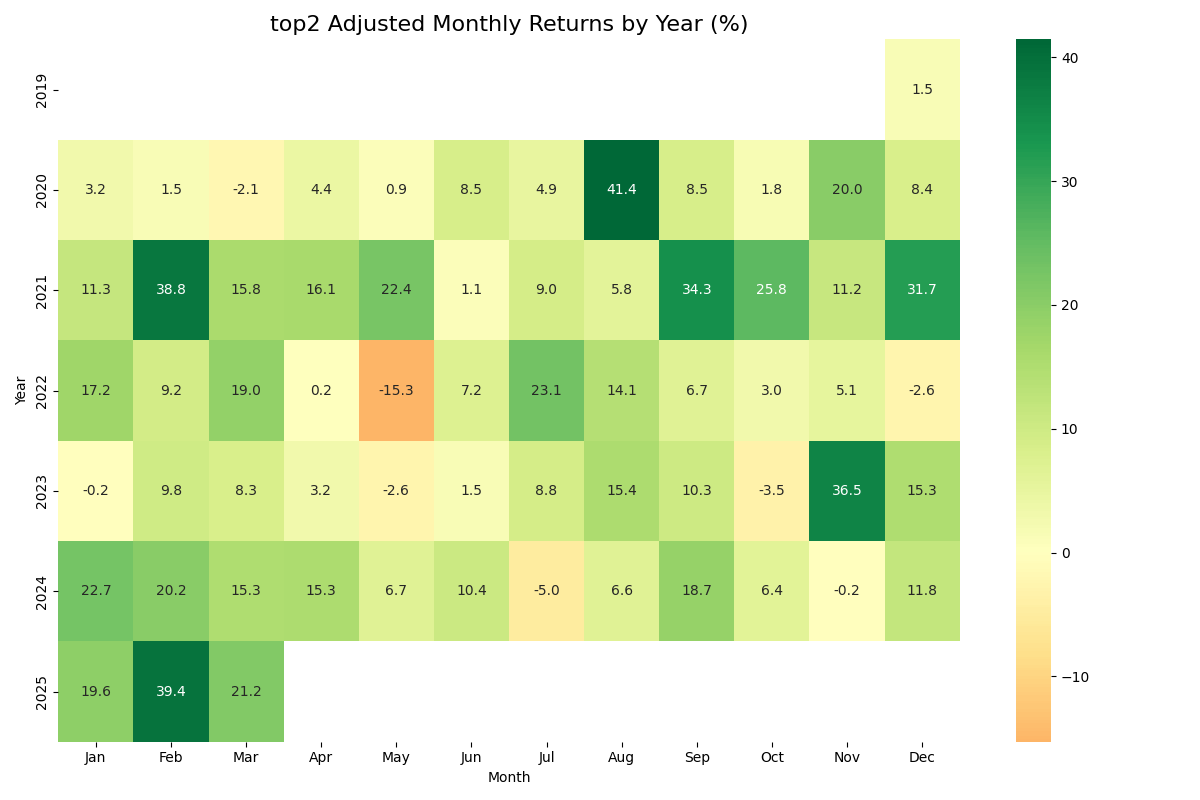 top2 Adjusted Monthly Returns by Year (%)
2019 1.5
2020 3.2 1.5 -2.1 4.4 0.9 8.5 4.9 41.4 8.5 1.8 20.0 8.4
2021 11.3 38.8 15.8 16.1 22.4 1.1 9.0 5.8 34.3 25.8 11.2 31.7
2022 17.2 9.2 19.0 0.2 -15.3 7.2 23.1 14.1 6.7 3.0 5.1 -2.6
2023 -0.2 9.8 8.3 3.2 -2.6 1.5 8.8 15.4 10.3 -3.5 36.5 15.3
2024 22.7 20.2 15.3 15.3 6.7 10.4 -5.0 6.6 18.7 6.4 -0.2 11.8
2025 19.6 39.4 21.2
Year
Jan Feb Mar Apr May Jun Jul Aug Sep Oct Nov Dec
Month
40
30
20
10
0
−10